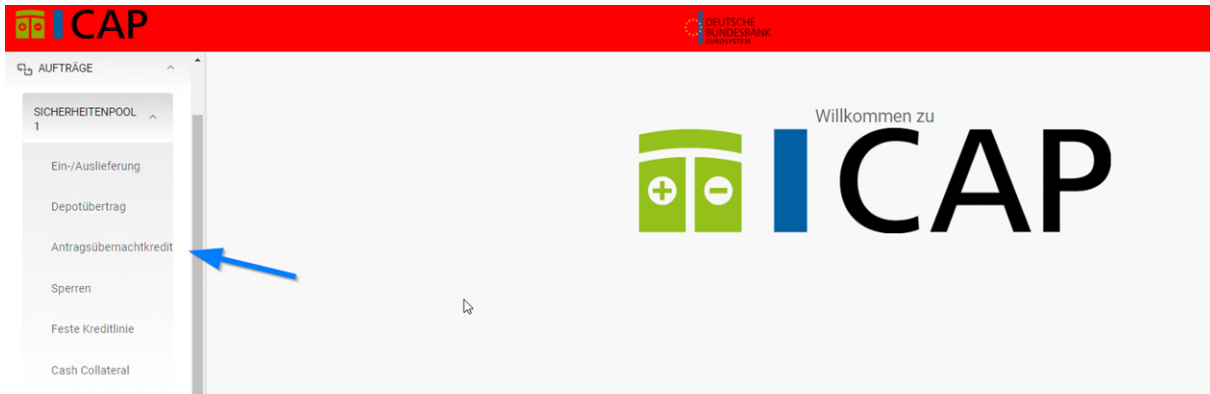 CAP
DEUTSCHE
BUNDESBANK
EUROSYSTEM
AUFTRÄGE
SICHERHEITENPOOL
1
Ein-/Auslieferung
Depotübertrag
Antragsübernachtkredit
Sperren
Feste Kreditlinie
Cash Collateral
Willkommen zu
CAP